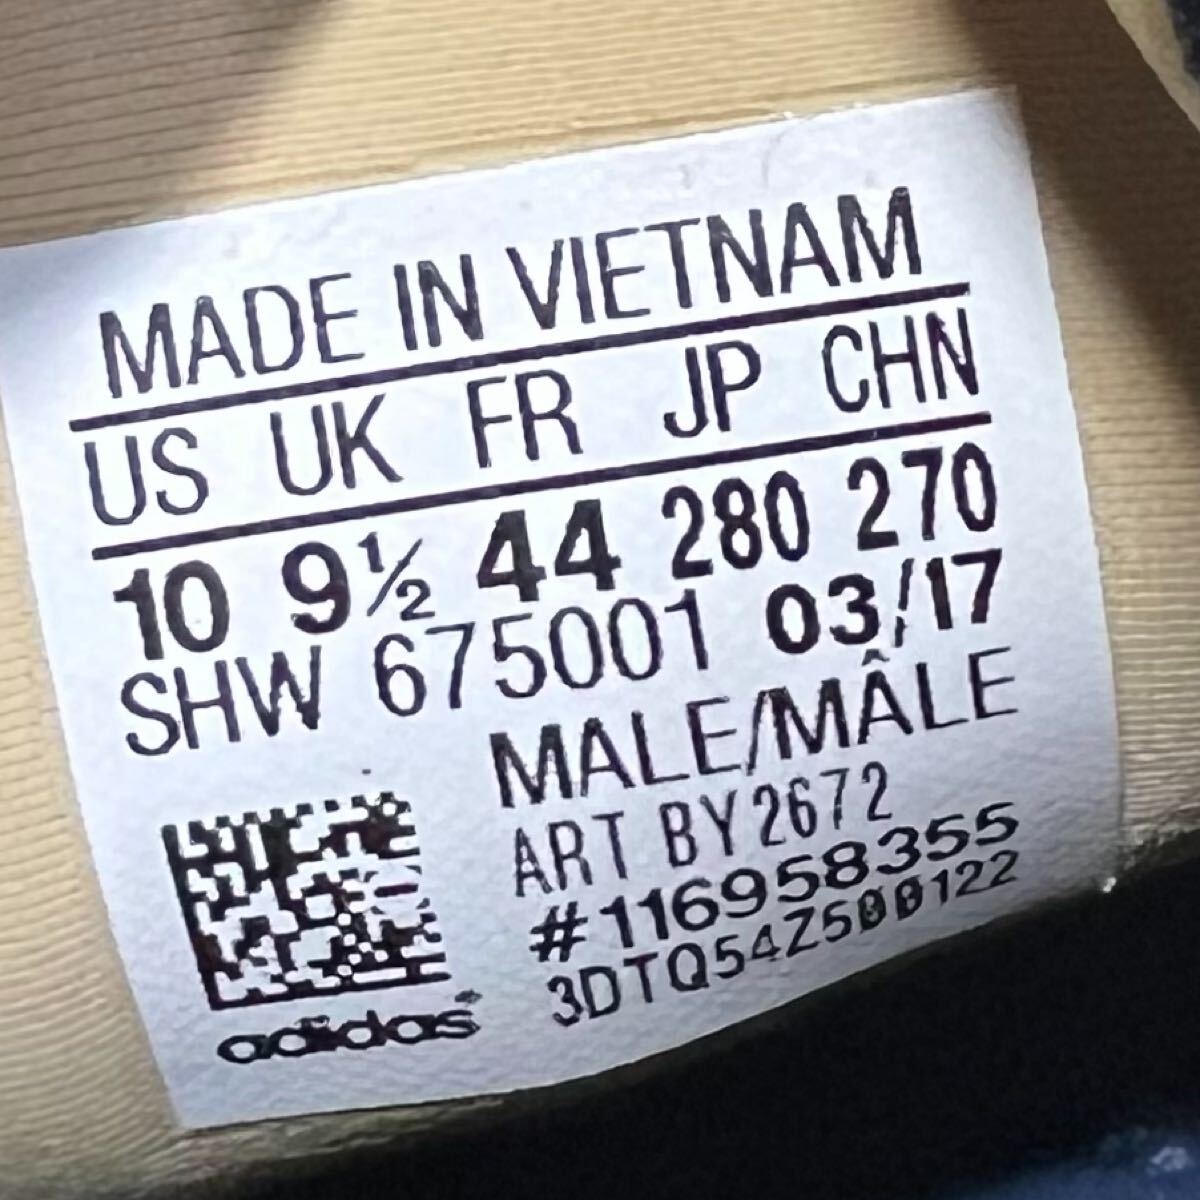 MADE IN VIETNAM
US UK FR JP CHN
10 9½ 44 280 270
SHW 675001 03/17
MALE/MÂLE
ART BY2672
#116958355
3DTQ54Z500122
adidas